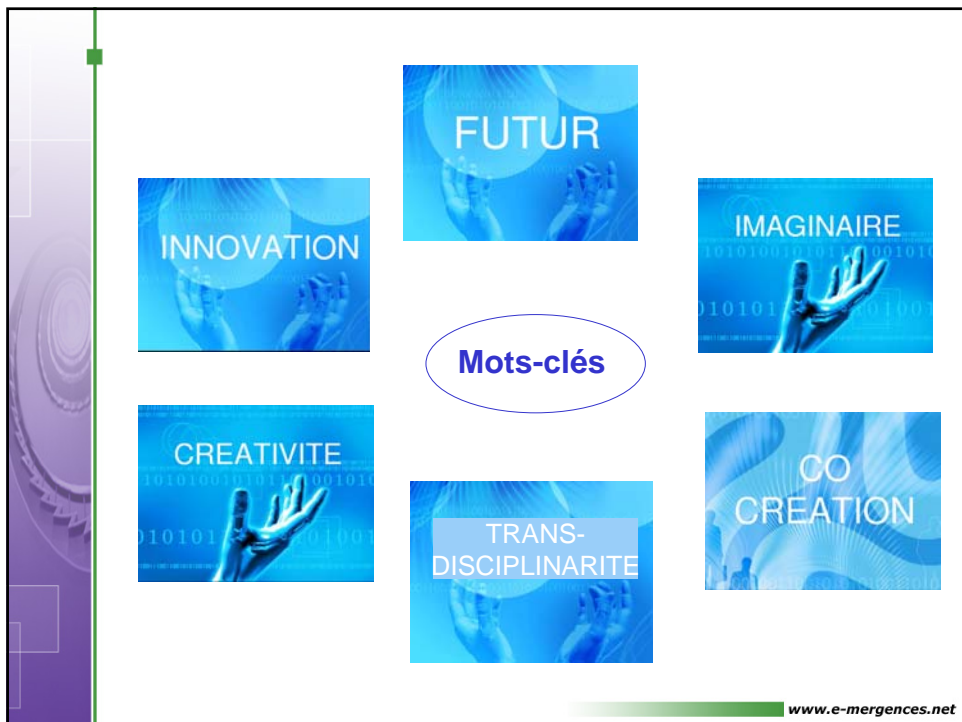 FUTUR
INNOVATION
IMAGINAIRE
Mots-clés
CREATIVITE
TRANS-
DISCIPLINARITE
CO
CREATION
www.e-mergences.net